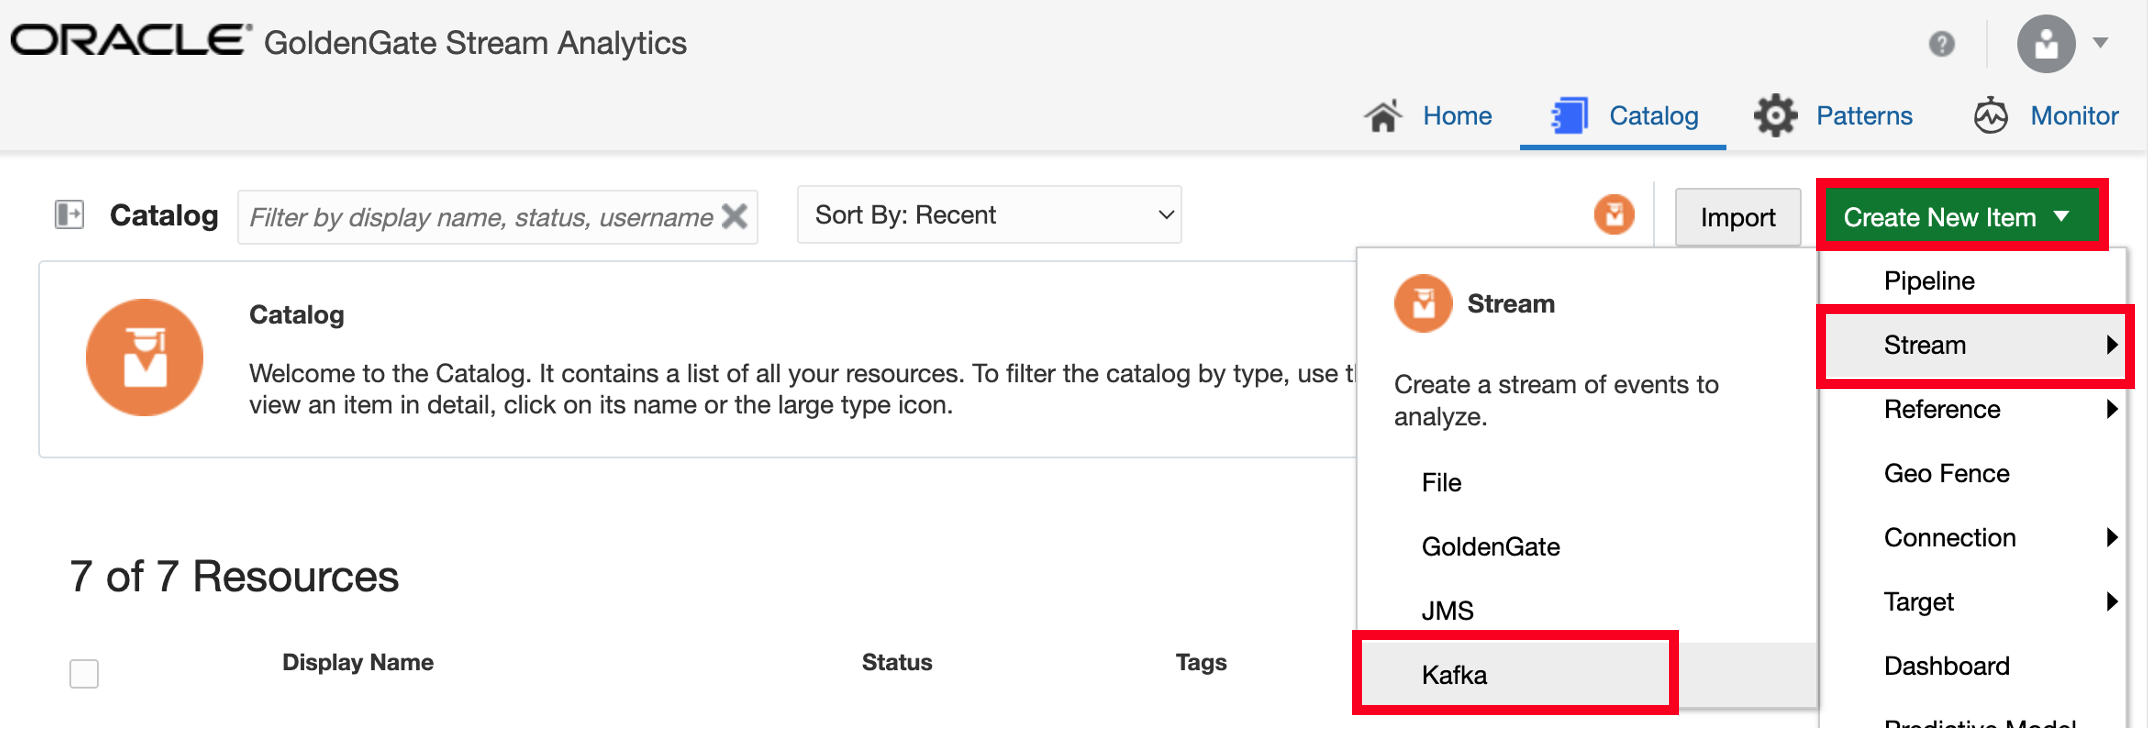 ORACLE GoldenGate Stream Analytics
Home
Catalog
Patterns
Monitor
Catalog
Filter by display name, status, username
Sort By: Recent
Import
Create New Item
Catalog
Welcome to the Catalog. It contains a list of all your resources. To filter the catalog by type, use
view an item in detail, click on its name or the large type icon.
7 of 7 Resources
Display Name
Status
Tags
Stream
Create a stream of events to
analyze.
File
GoldenGate
JMS
Kafka
Pipeline
Stream
Reference
Geo Fence
Connection
Target
Dashboard
Predictive Model